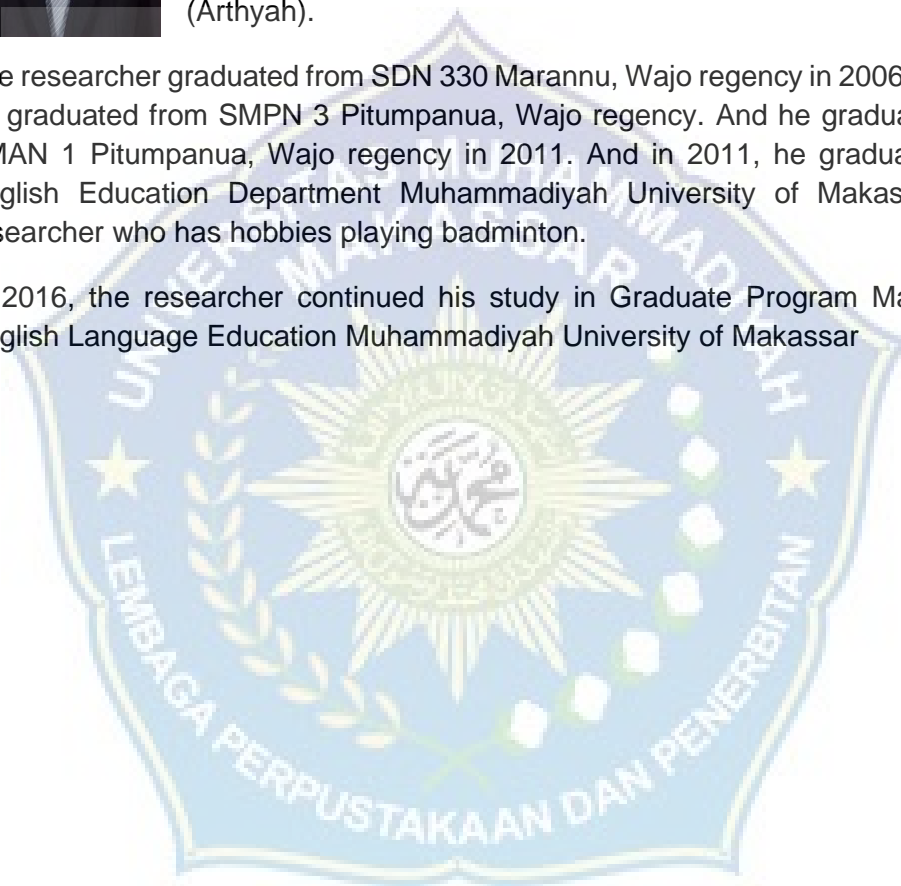 (Arthyah).
e researcher graduated from SDN 330 Marannu, Wajo regency in 2006
graduated from SMPN 3 Pitumpanua, Wajo regency. And he gradua
MAN 1 Pitumpanua, Wajo regency in 2011. And in 2011, he gradua
glish Education Department Muhammadiyah University of Makas
searcher who has hobbies playing badminton.
2016, the researcher continued his study in Graduate Program Ma
glish Language Education Muhammadiyah University of Makassar
UNIVERSITAS MUHAMMADIYAH
MAKASSAR
محمدية
LEMBAGA PERPUSTAKAAN DAN PENERBITAN